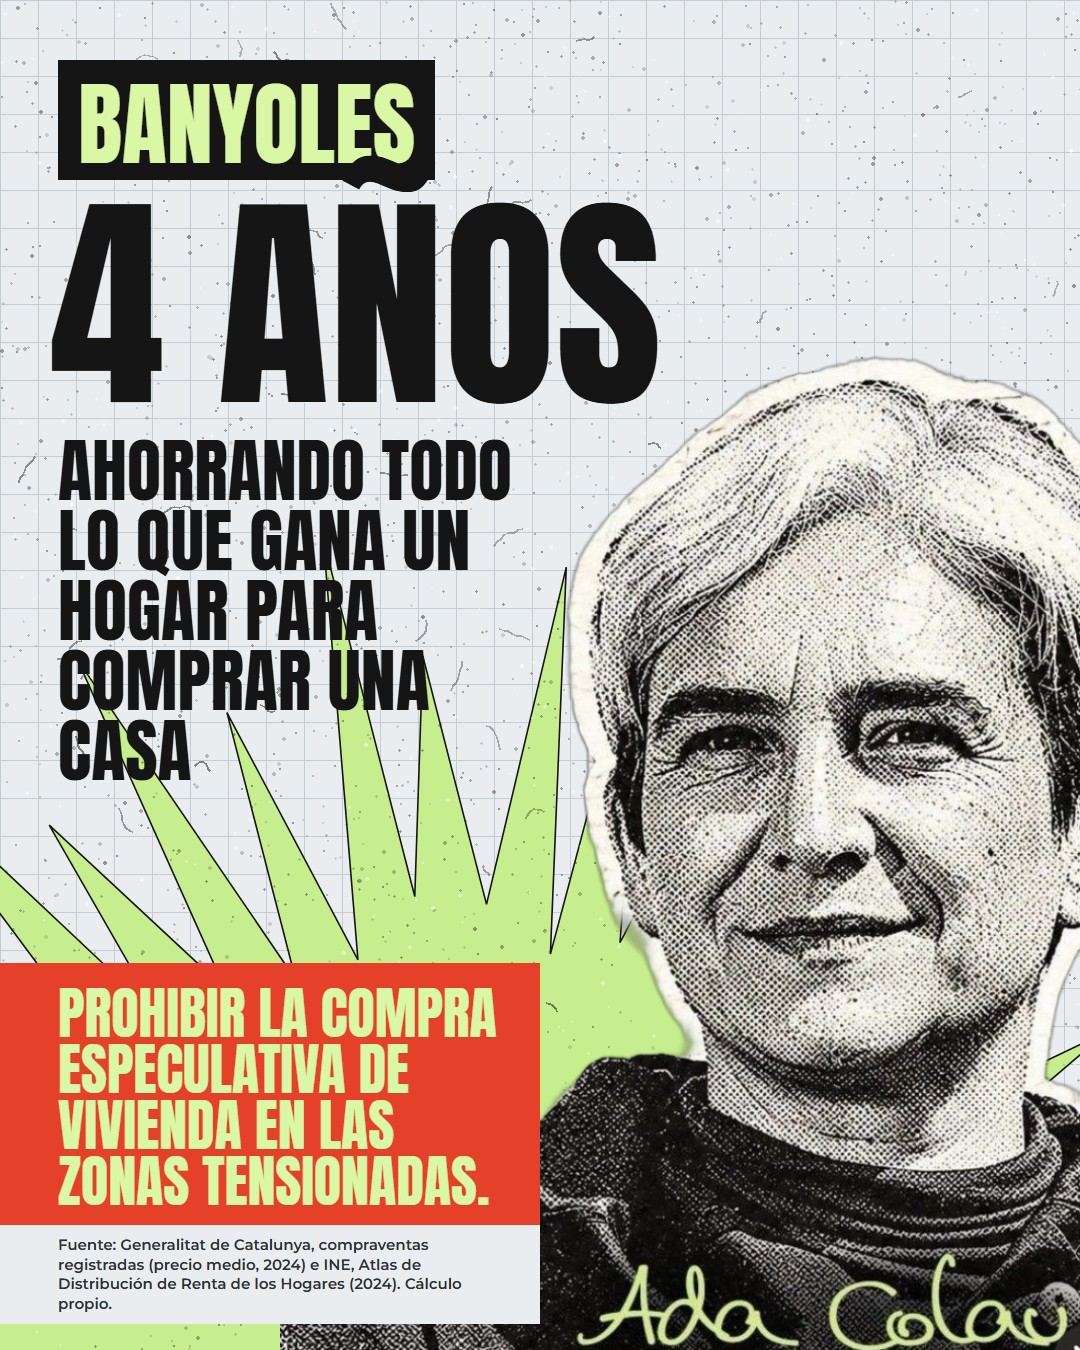 BANYOLES
4 AÑOS
AHORRANDO TODO
LO QUE GANA UN
HOGAR PARA
COMPRAR UNA
CASA
PROHIBIR LA COMPRA
ESPECULATIVA DE
VIVIENDA EN LAS
ZONAS TENSIONADAS.
Fuente: Generalitat de Catalunya, compraventas
registradas (precio medio, 2024) e INE, Atlas de
Distribución de Renta de los Hogares (2024). Cálculo
propio.
Ada Colau